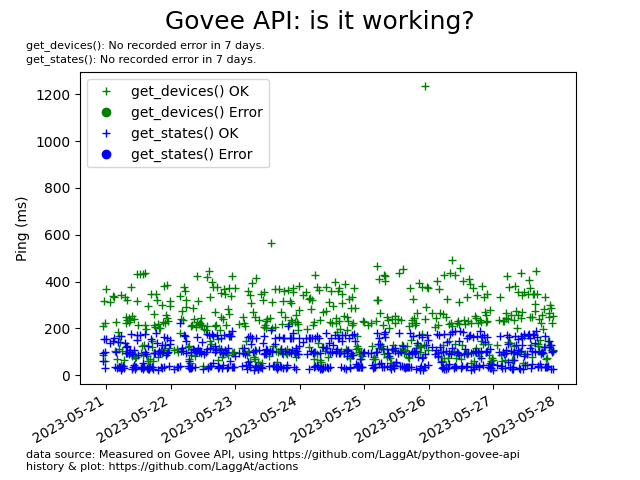 Govee API: is it working?
get_devices(): No recorded error in 7 days.
get_states(): No recorded error in 7 days.
get_devices() OK
get_devices() Error
get_states() OK
get_states() Error
1200
1000
800
600
400
200
0
Ping (ms)
2023-05-21
2023-05-22
2023-05-23
2023-05-24
2023-05-25
2023-05-26
2023-05-27
2023-05-28
data source: Measured on Govee API, using https://github.com/LaggAt/python-govee-api
history & plot: https://github.com/LaggAt/actions